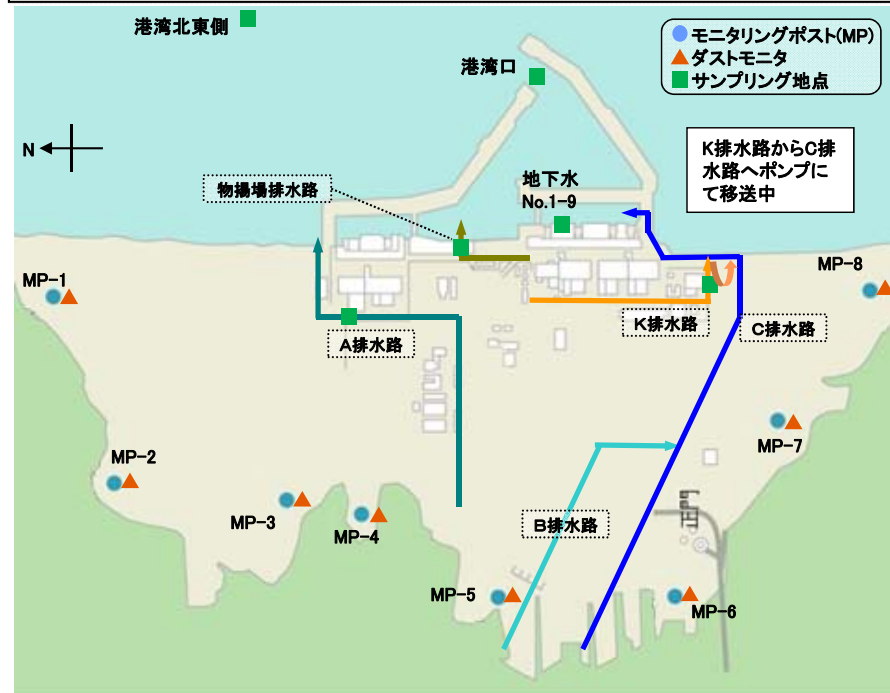 港湾北東側
港湾口
モニタリングポスト(MP)
ダストモニタ
サンプリング地点
N
K排水路からC排
水路へポンプに
て移送中
物揚場排水路
地下水
No.1-9
MP-1
MP-8
A排水路
K排水路
C排水路
MP-2
MP-7
MP-3
MP-4
B排水路
正門
MP-5
MP-6